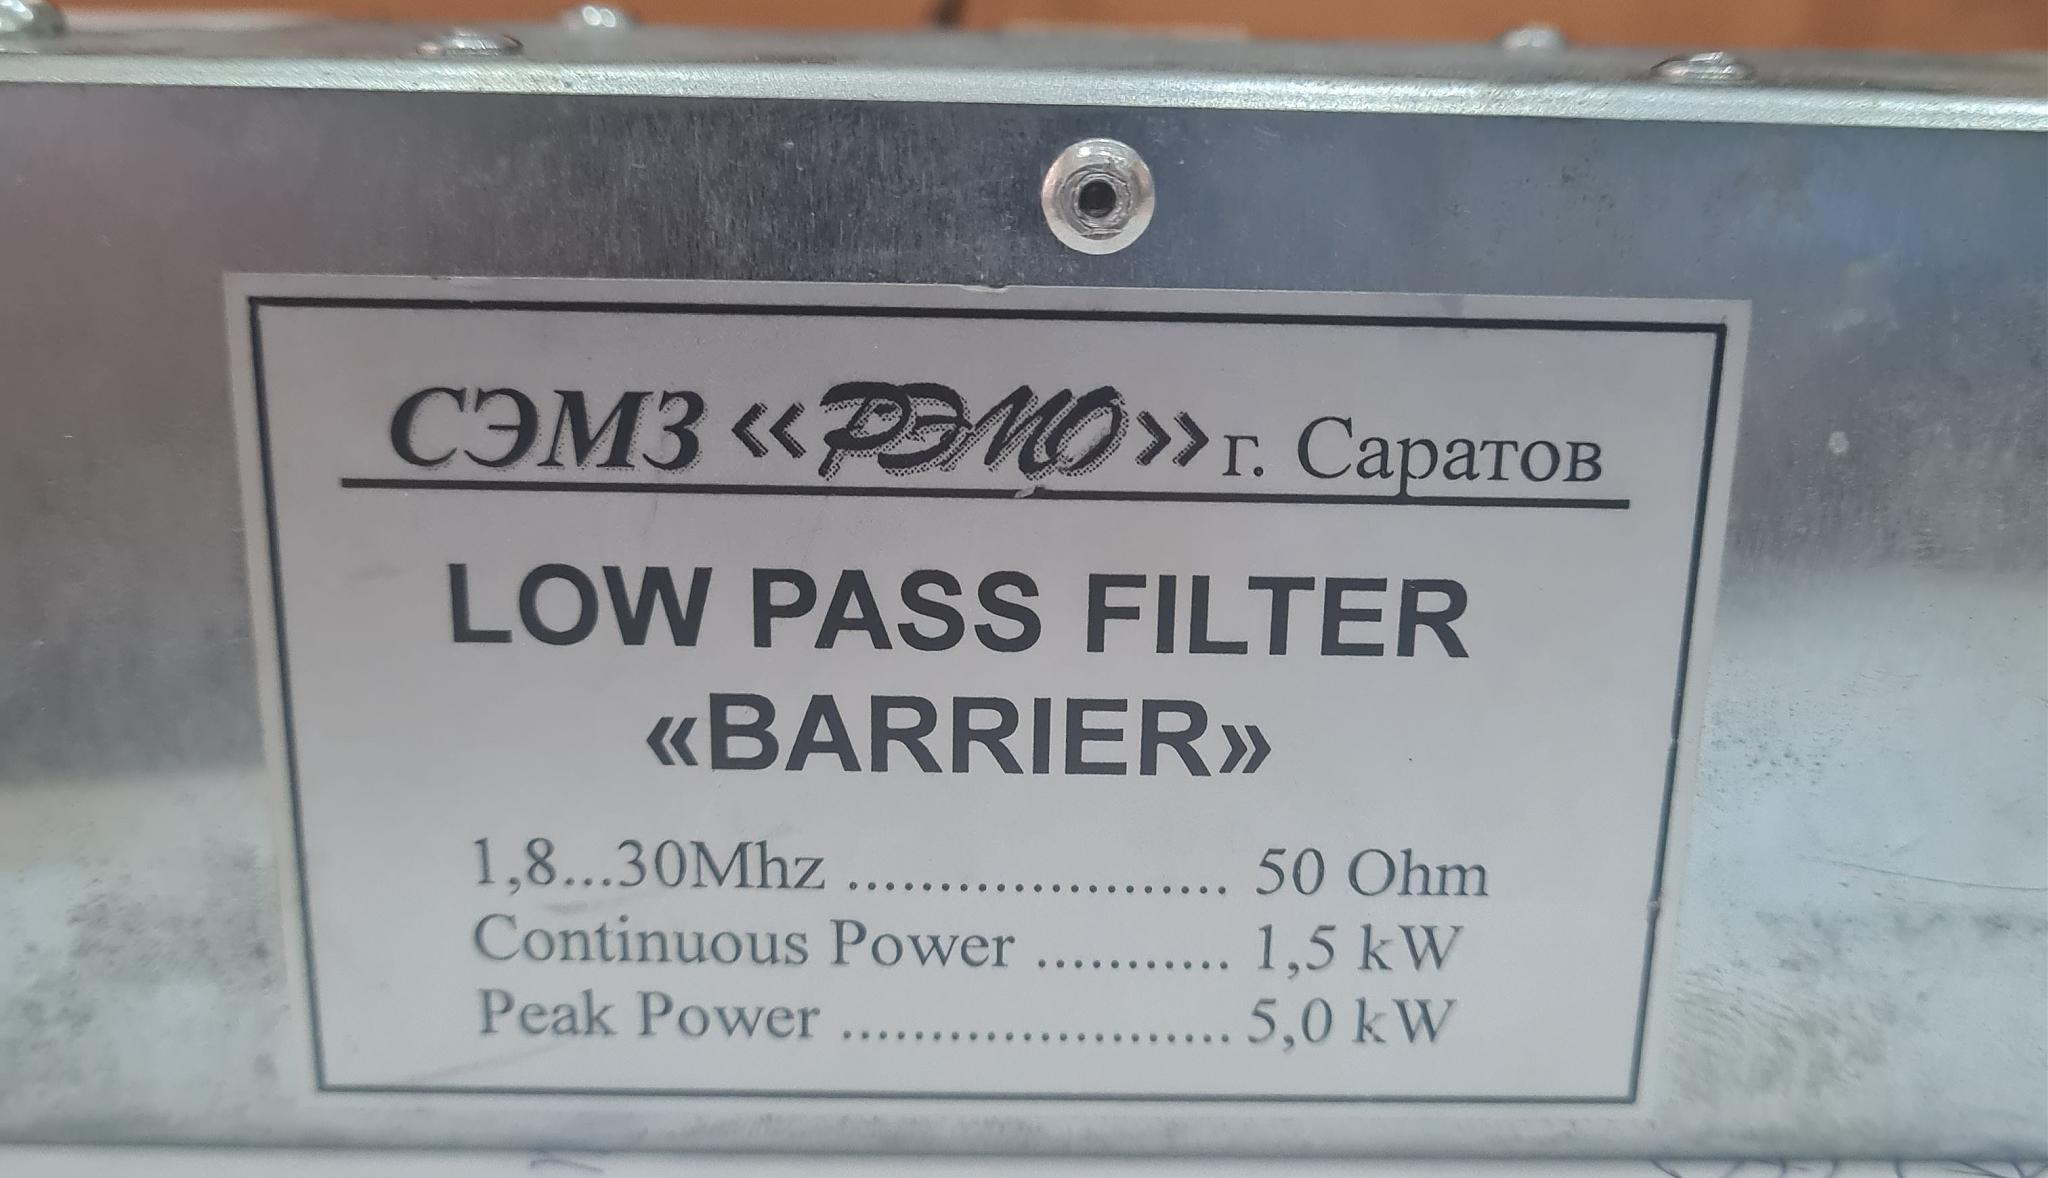 СЭМЗ «РЭМО» г. Саратов
LOW PASS FILTER
«BARRIER»
1,8...30Mhz ..................... 50 Ohm
Continuous Power ........... 1,5 kW
Peak Power ...................... 5,0 kW